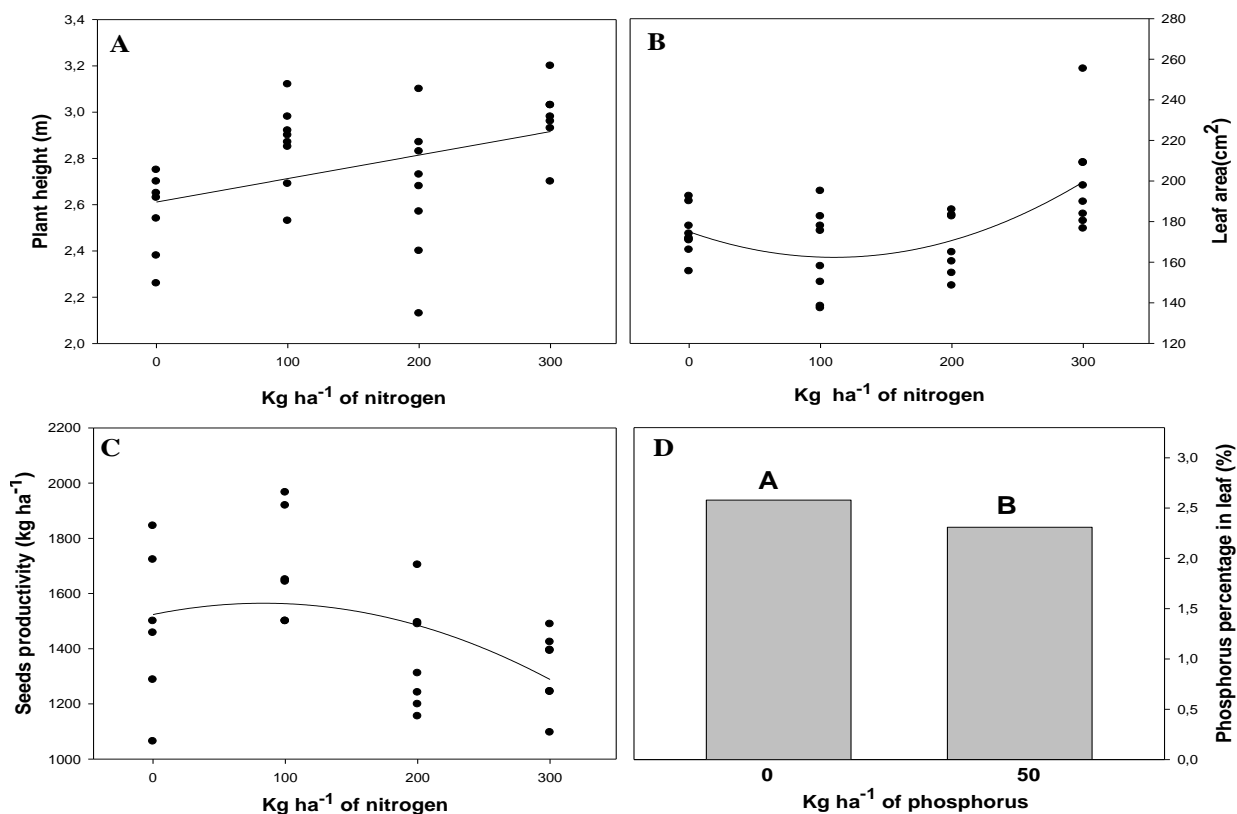 A
Plant height (m)
3,4
3,2
3,0
2,8
2,6
2,4
2,2
2,0
0 100 200 300
Kg ha-1 of nitrogen
B
Leaf area(cm2)
280
260
240
220
200
180
160
140
120
0 100 200 300
Kg ha-1 of nitrogen
C
Seeds productivity (kg ha-1)
2200
2000
1800
1600
1400
1200
1000
0 100 200 300
Kg ha-1 of nitrogen
D
A
B
Phosphorus percentage in leaf (%)
3,0
2,5
2,0
1,5
1,0
0,5
0,0
0 50
Kg ha-1 of phosphorus